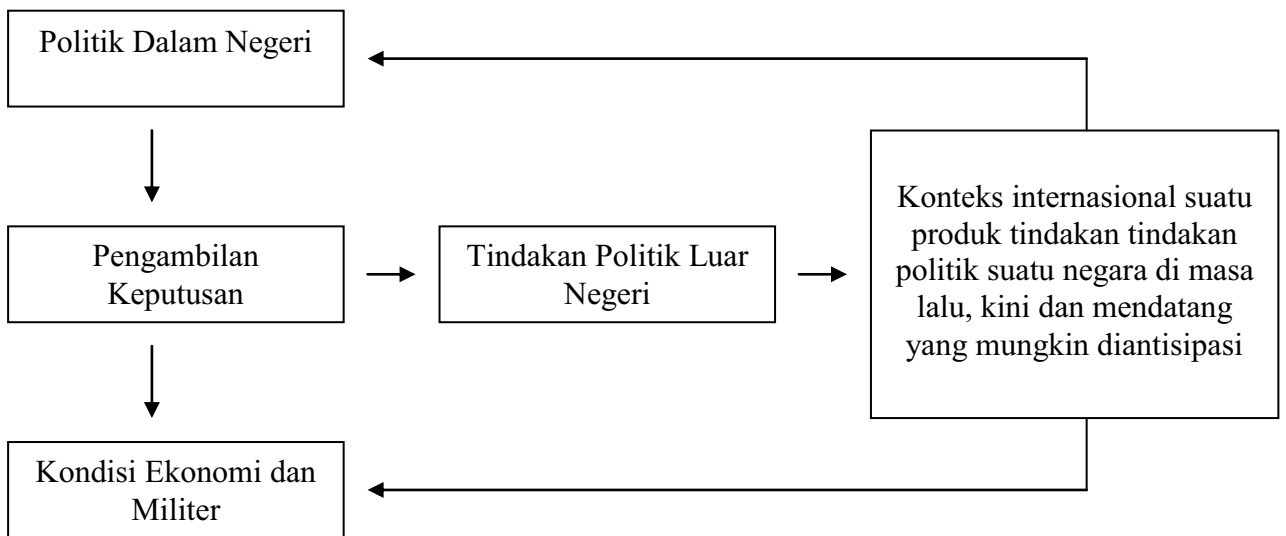 Politik Dalam Negeri
Pengambilan
Keputusan
Tindakan Politik Luar
Negeri
Konteks internasional suatu
produk tindakan tindakan
politik suatu negara di masa
lalu, kini dan mendatang
yang mungkin diantisipasi
Kondisi Ekonomi dan
Militer